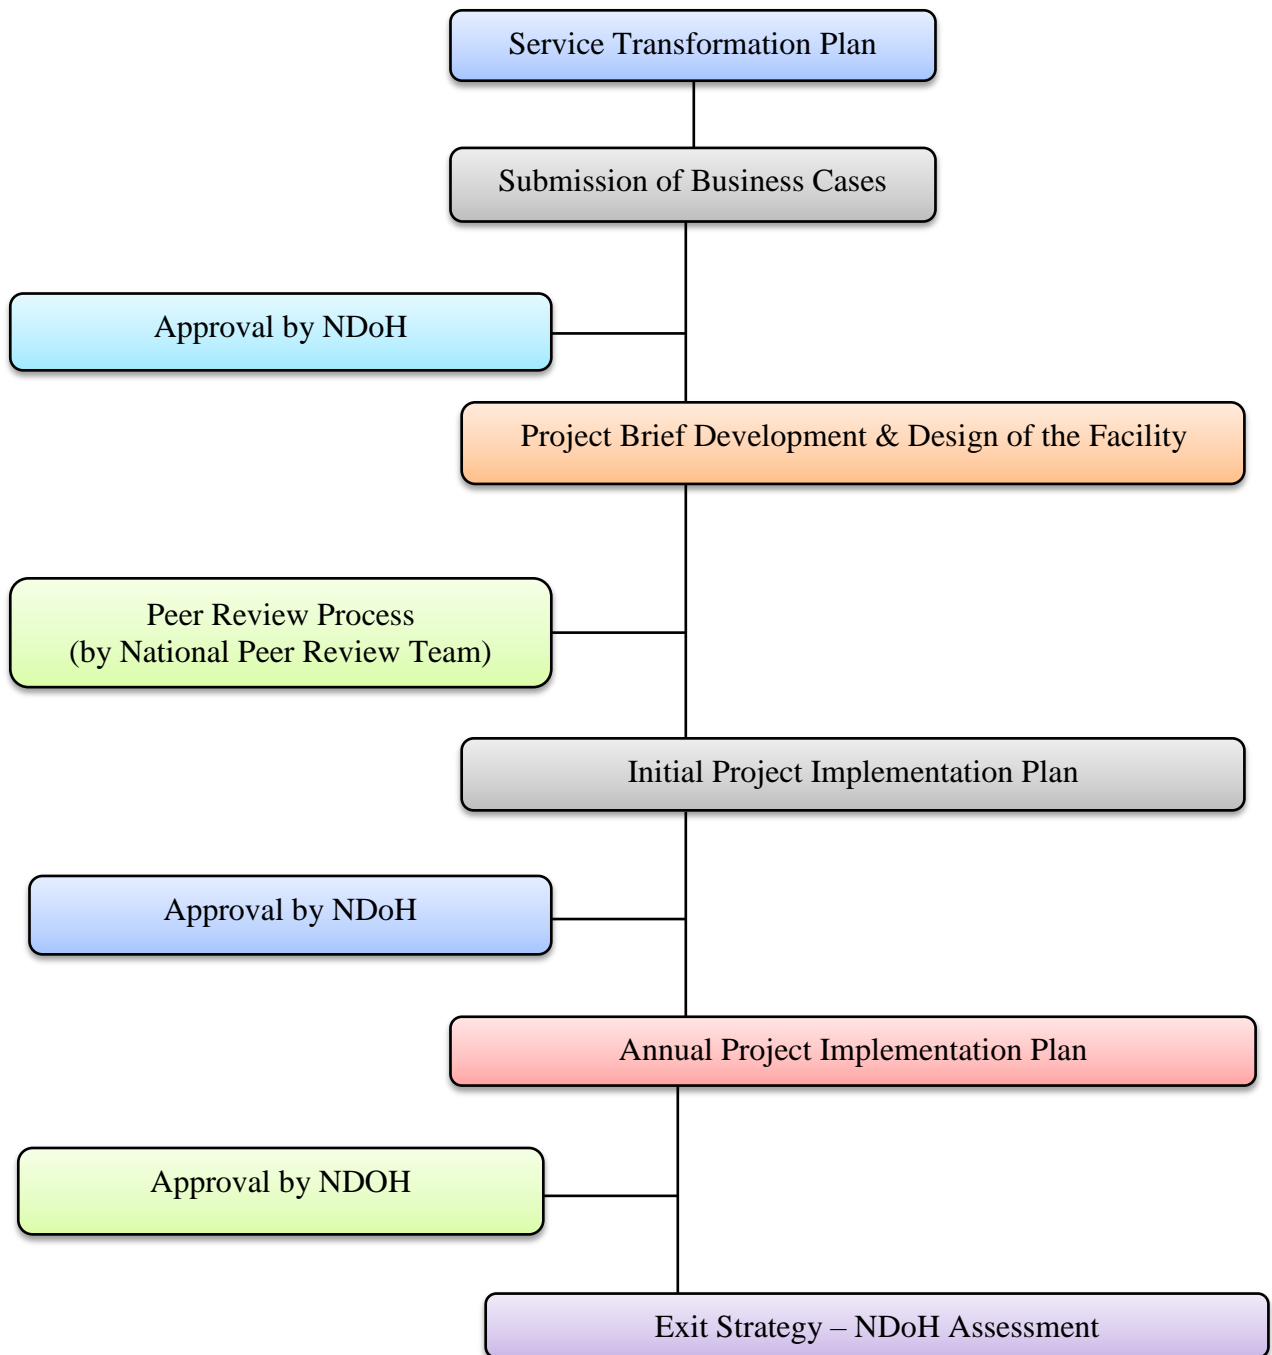 Service Transformation Plan
Submission of Business Cases
Approval by NDoH
Project Brief Development & Design of the Facility
Peer Review Process
(by National Peer Review Team)
Initial Project Implementation Plan
Approval by NDoH
Annual Project Implementation Plan
Approval by NDOH
Exit Strategy – NDoH Assessment